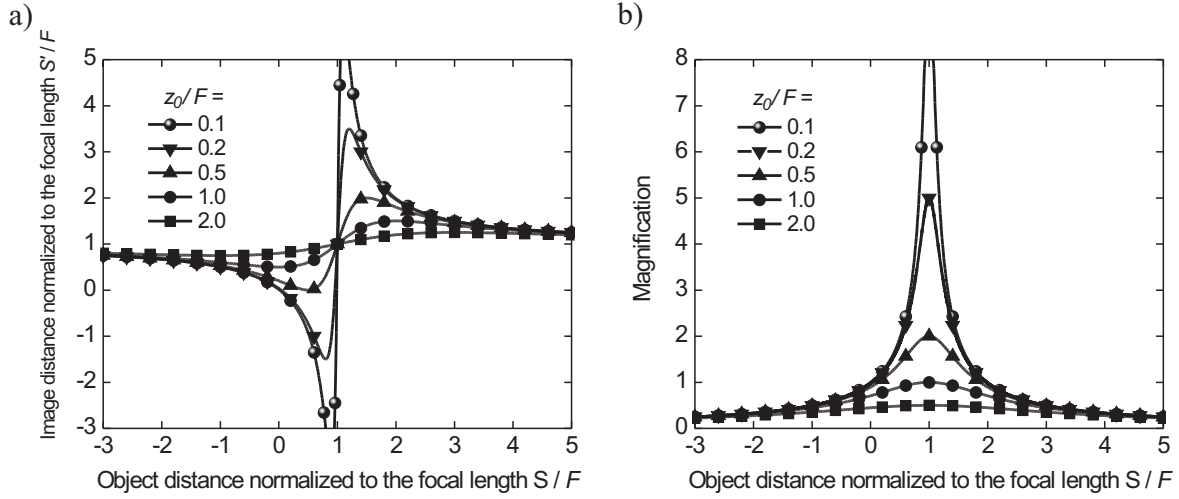 a)
Image distance normalized to the focal length S'/F
5
4
3
2
1
0
-1
-2
-3
z0/F =
0.1
0.2
0.5
1.0
2.0
-3 -2 -1 0 1 2 3 4 5
Object distance normalized to the focal length S / F
b)
Magnification
8
7
6
5
4
3
2
1
0
z0/F =
0.1
0.2
0.5
1.0
2.0
-3 -2 -1 0 1 2 3 4 5
Object distance normalized to the focal length S / F